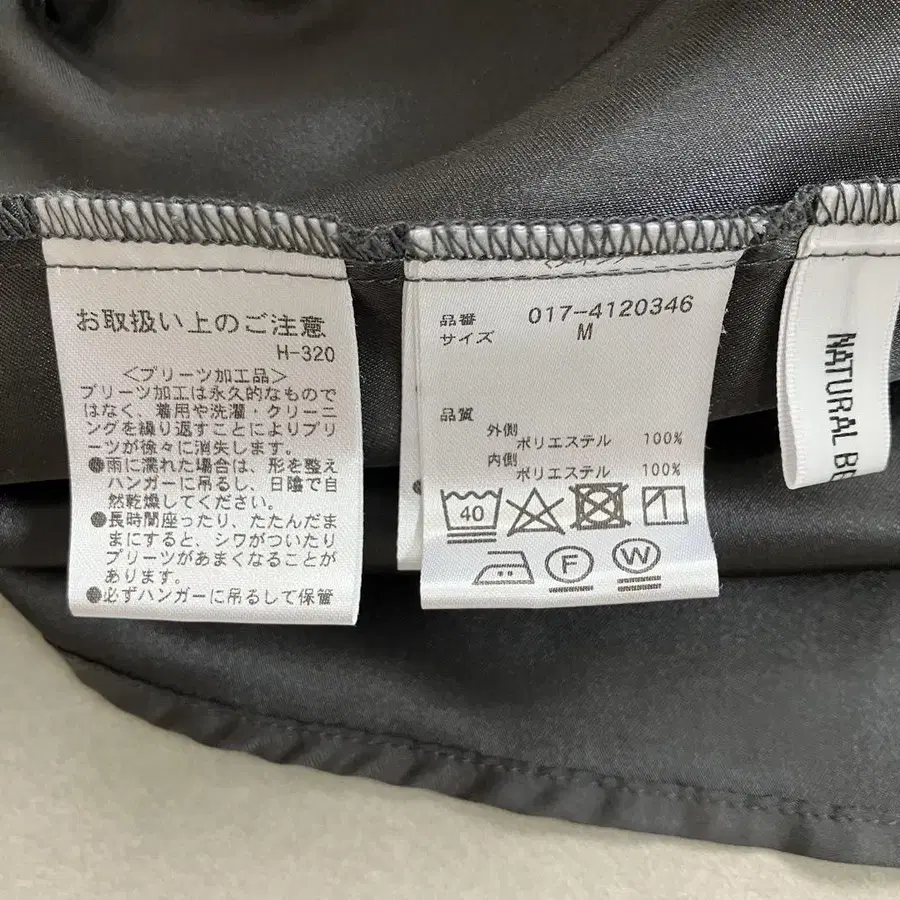 お取扱い上のご注意
H-320
<プリーツ加工品>
プリーツ加工は永久的なもので
はなく、着用や洗濯・クリーニ
ングを繰り返すことによりプリー
ツが徐々に消失します。
●雨に濡れた場合は、形を整え
ハンガーに吊るし、日陰で自
然乾燥してください。
●長時間座ったり、たたんだま
まにすると、シワがついたり
プリーツがあまくなることが
あります。
●必ずハンガーに吊るして保管
品番 017-4120346
サイズ M
品質
外側
ポリエステル 100%
内側
ポリエステル 100%
40
F
W
NATURAL BE